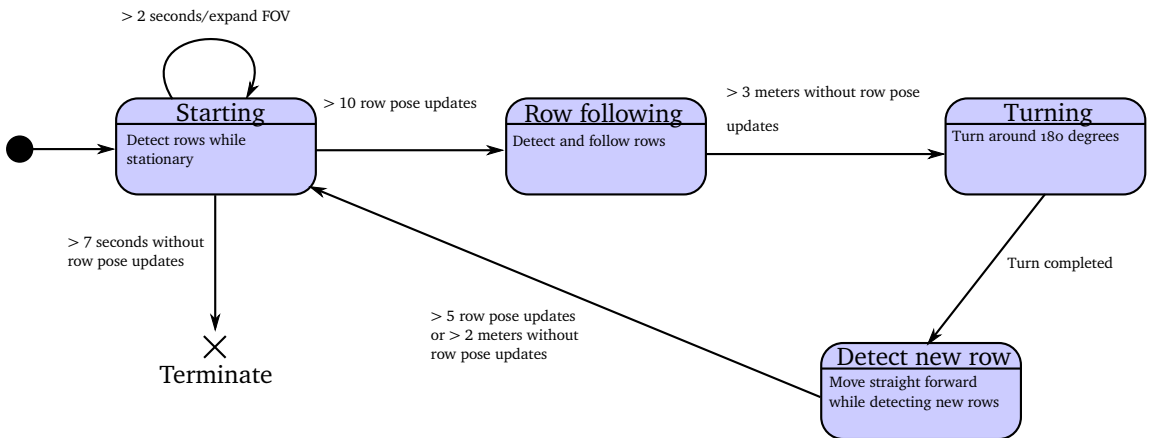 > 2 seconds/expand FOV
Starting
Detect rows while
stationary
> 10 row pose updates
Row following
Detect and follow rows
> 3 meters without row pose
updates
Turning
Turn around 180 degrees
> 7 seconds without
row pose updates
Terminate
Turn completed
> 5 row pose updates
or > 2 meters without
row pose updates
Detect new row
Move straight forward
while detecting new rows